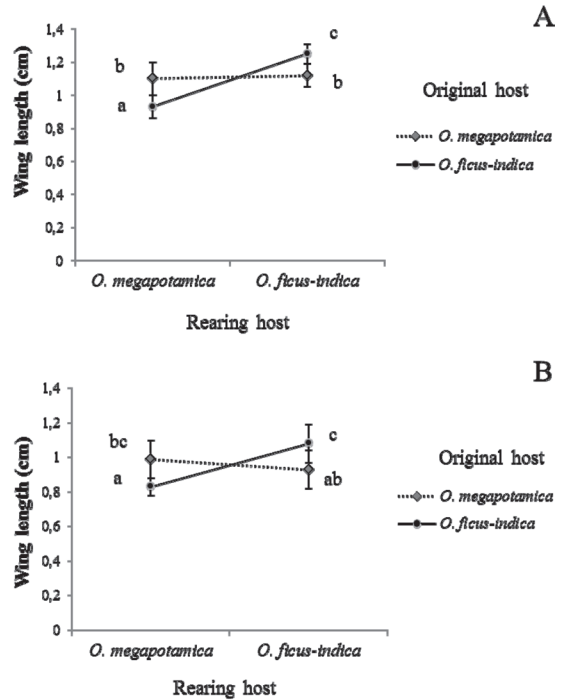 A
Wing length (cm)
1,4
1,2
1
0,8
0,6
0,4
0,2
0
b
a
c
b
O. megapotamica
O. ficus-indica
Rearing host
Original host
O. megapotamica
O. ficus-indica
B
Wing length (cm)
1,4
1,2
1
0,8
0,6
0,4
0,2
0
bc
a
c
ab
O. megapotamica
O. ficus-indica
Rearing host
Original host
O. megapotamica
O. ficus-indica